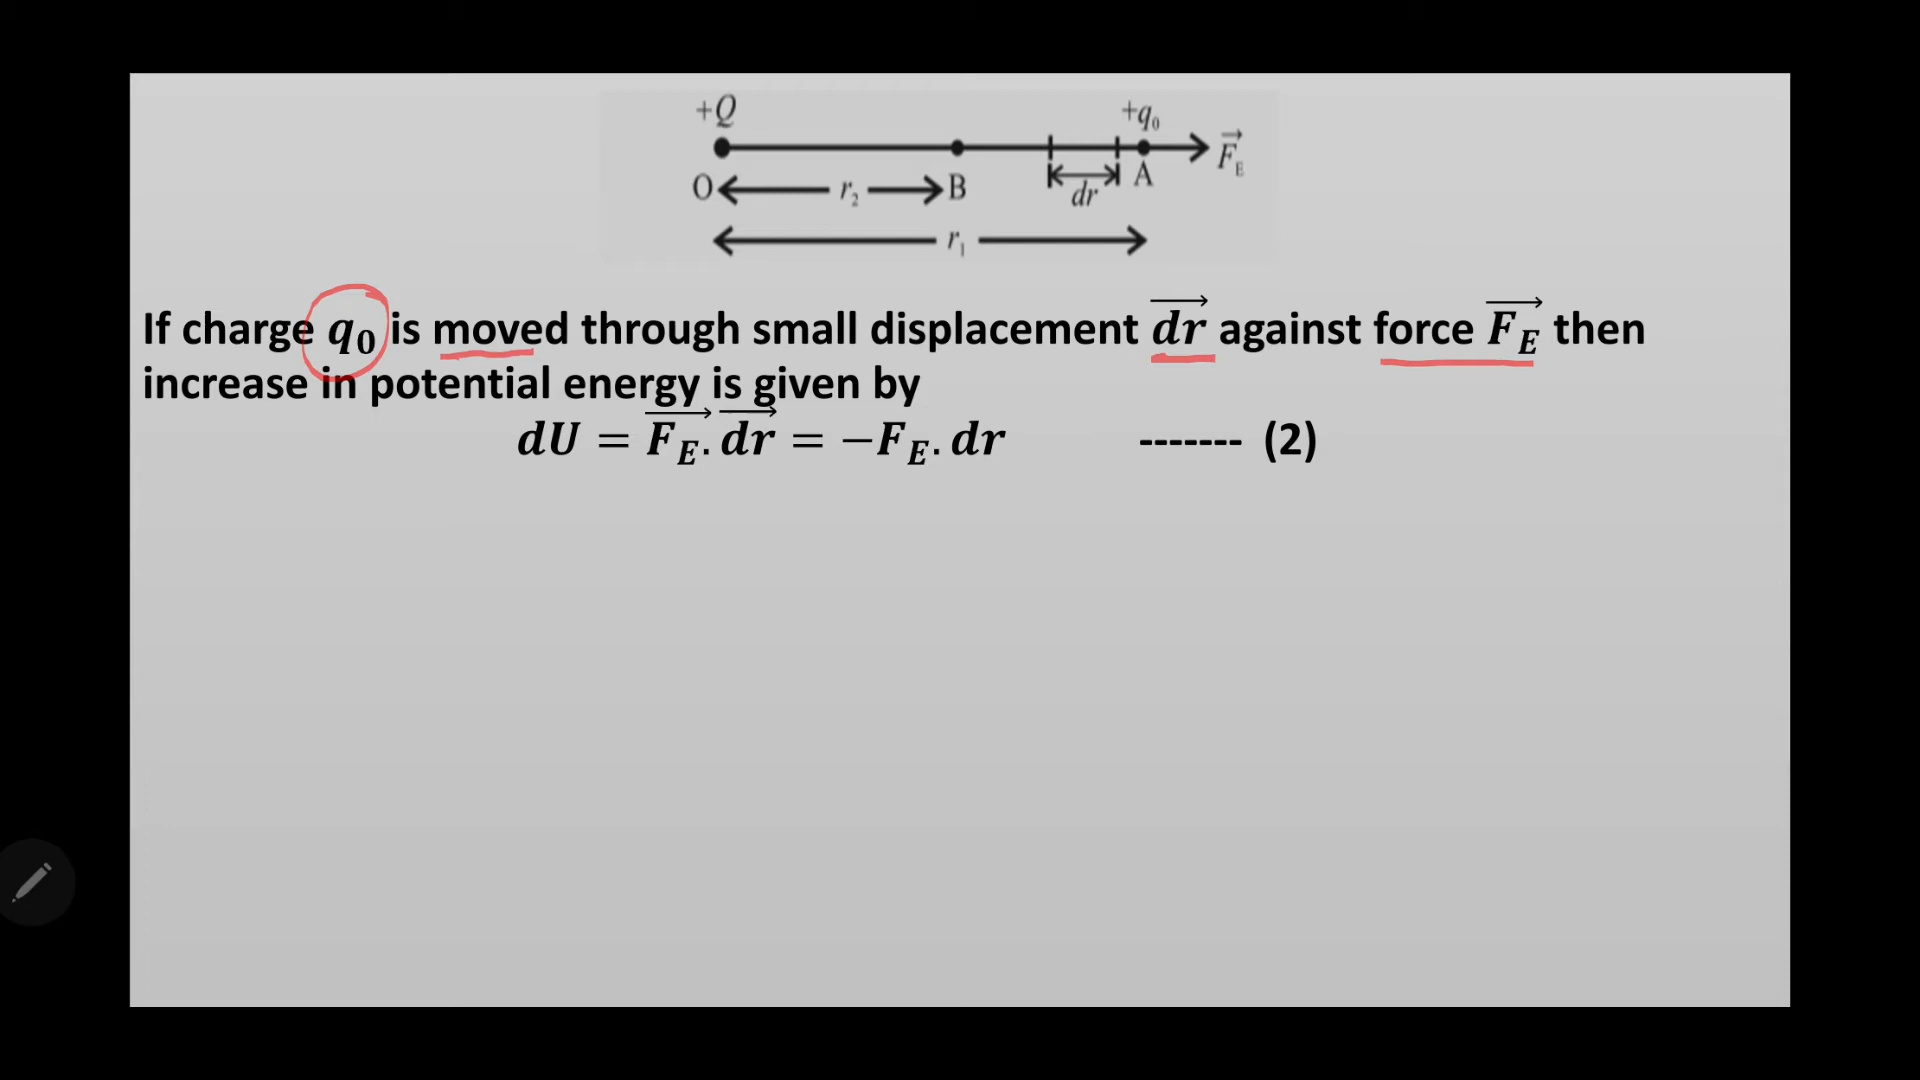 +Q +q₀
F⃗_E
O r₂ B dr A
r₁
If charge q₀ is moved through small displacement d͞r⃗ against force F⃗_E then
increase in potential energy is given by
dU = F⃗_E . dr⃗ = −F_E . dr ------- (2)